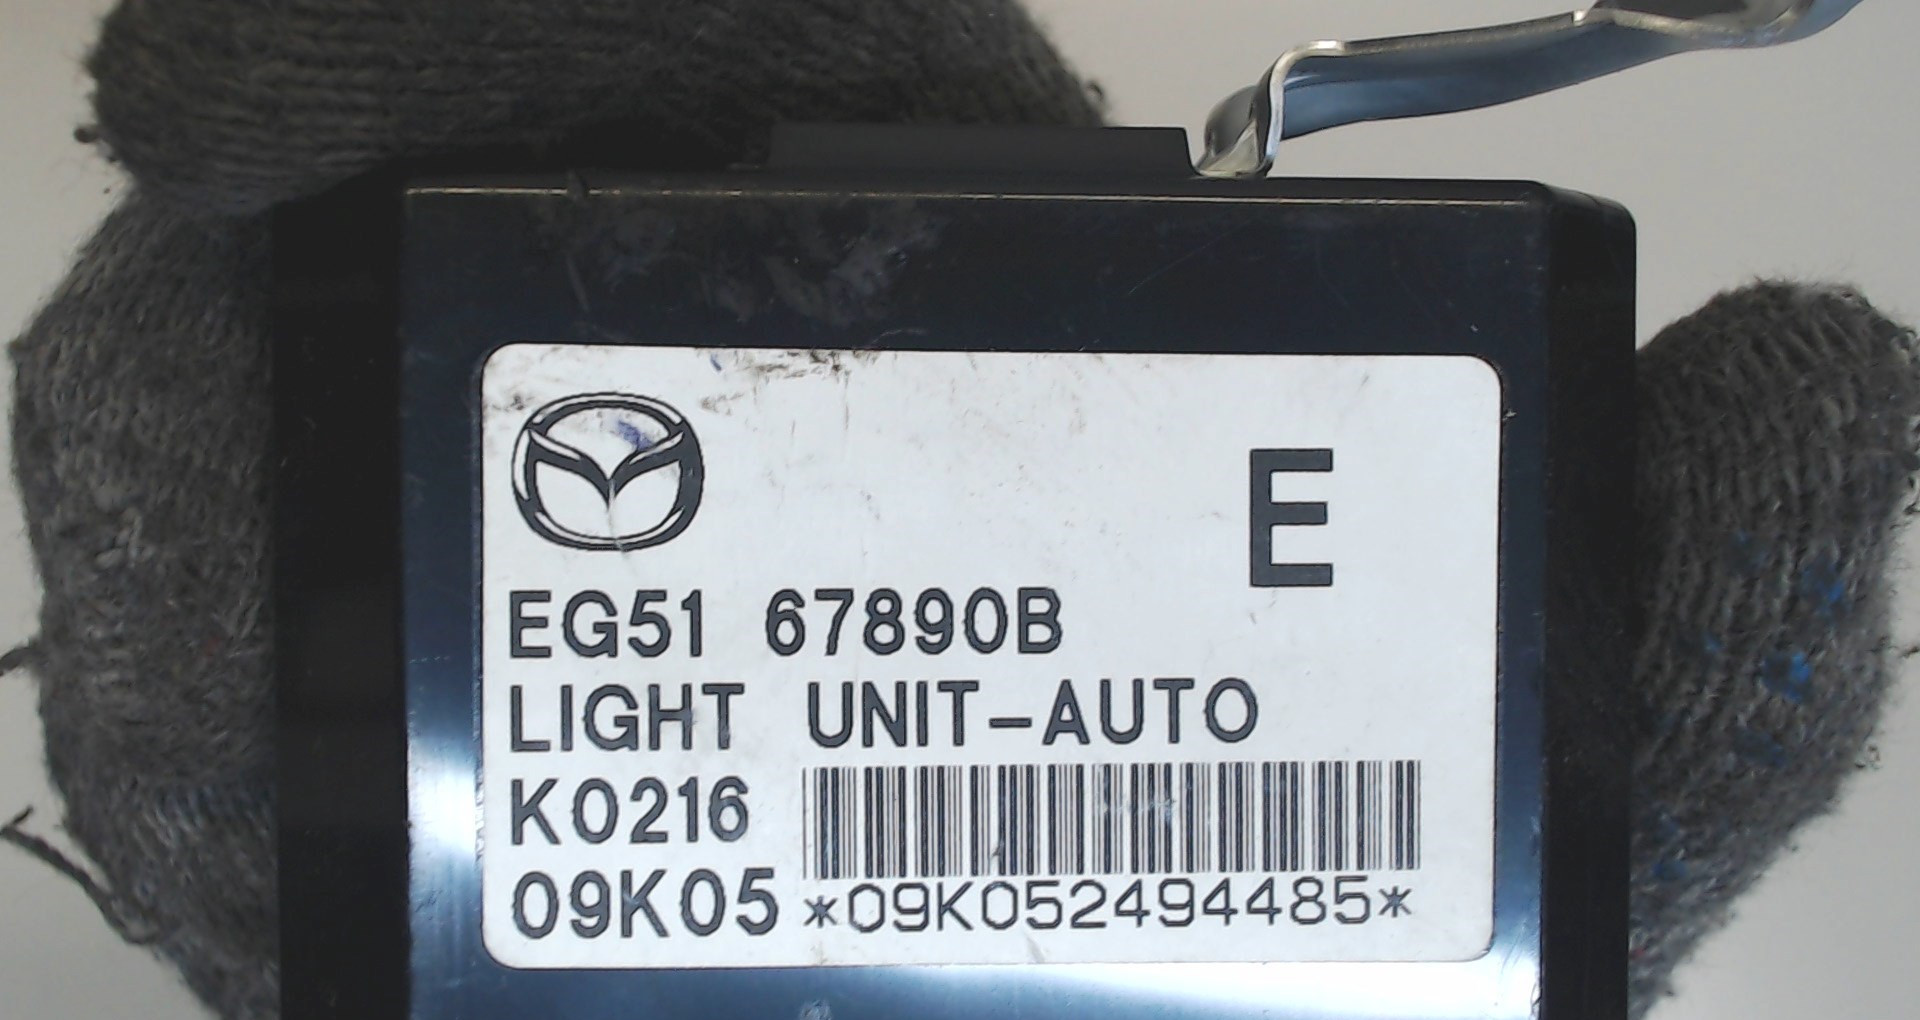 E
EG51 67890B
LIGHT UNIT-AUTO
K0216
09K05 *09K052494485*